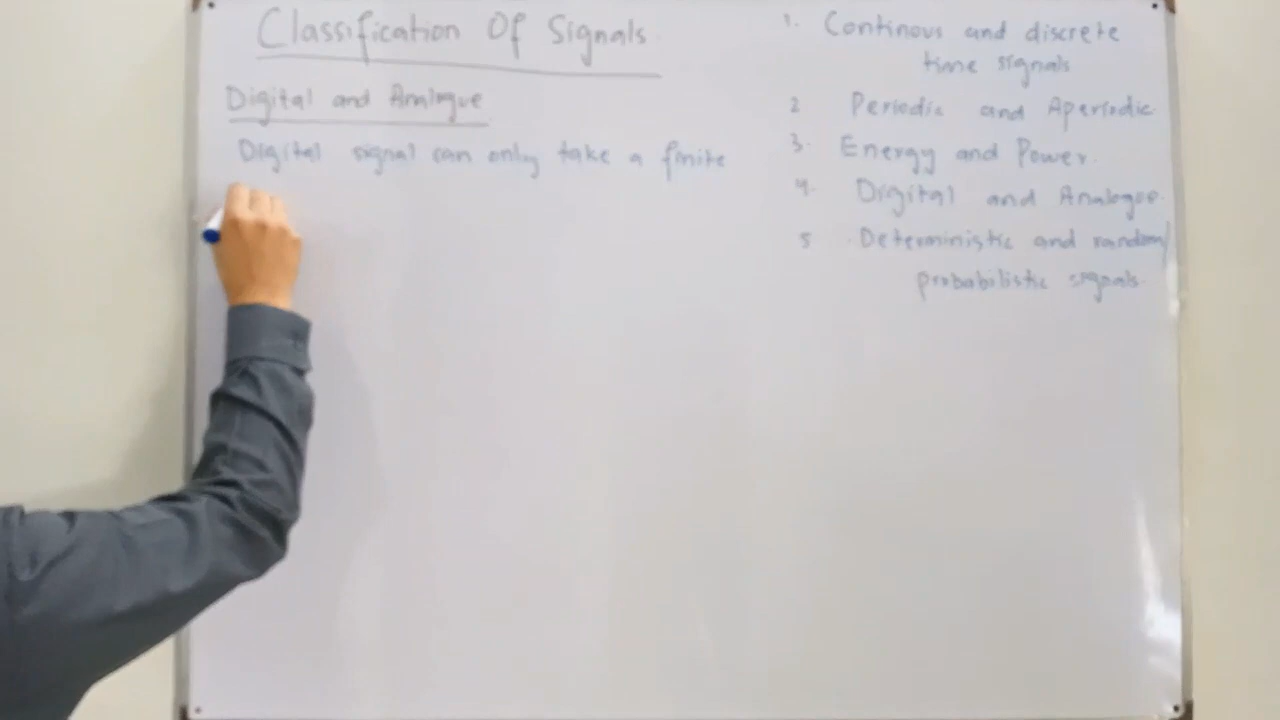 Classification Of Signals
Digital and Analogue
Digital signal can only take a finite
1. Continous and discrete
time signals
2 Periodic and Aperiodic
3. Energy and Power.
4. Digital and Analogue.
5 Deterministic and random/
probabilistic signals.